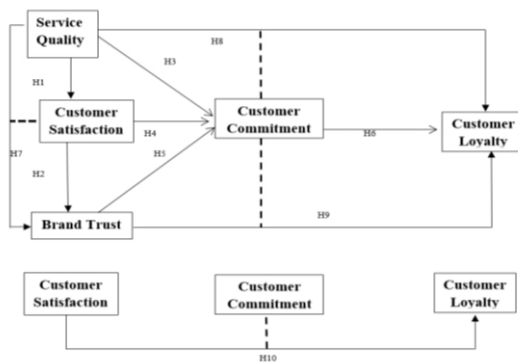 Service
Quality
H8
H3
H1
Customer
Satisfaction
Customer
Commitment
Customer
Loyalty
H4
H6
H7
H5
H2
Brand Trust
H9
Customer
Satisfaction
Customer
Commitment
Customer
Loyalty
H10